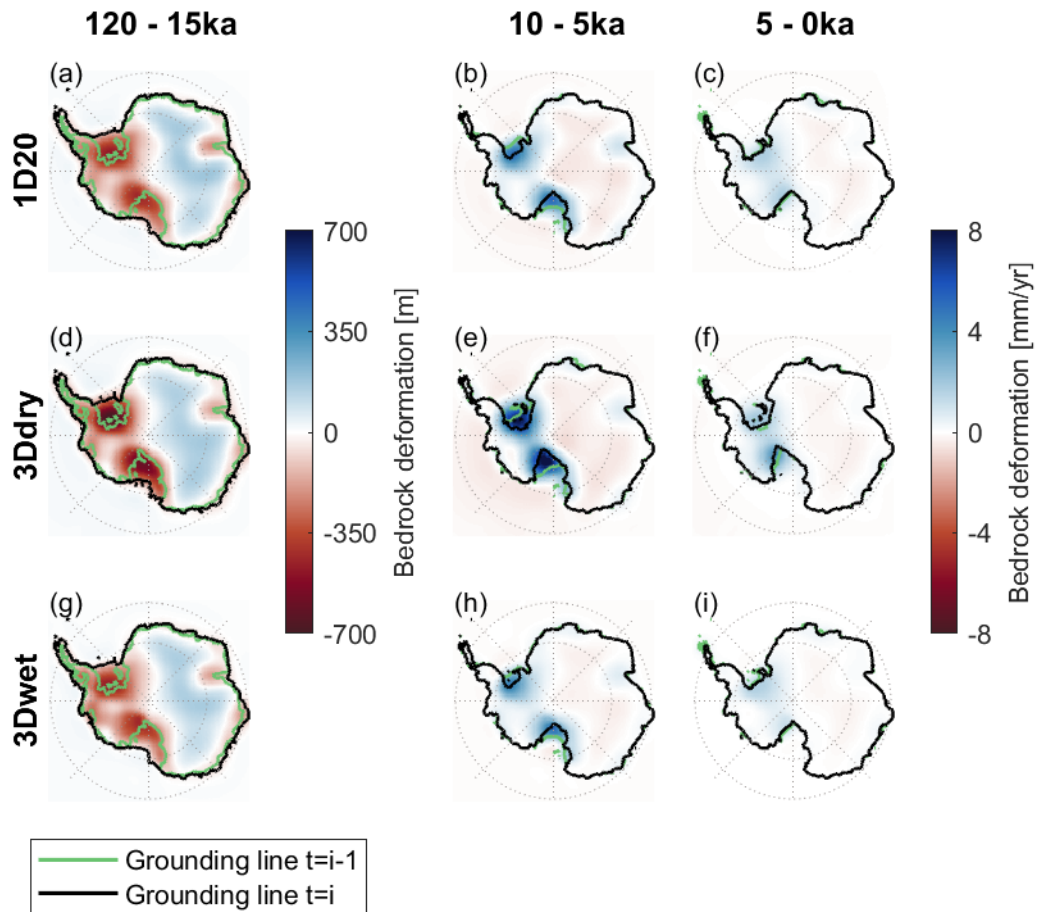 120 - 15ka
10 - 5ka
5 - 0ka
1D20
(a)
(b)
(c)
700
350
0
-350
-700
Bedrock deformation [m]
8
4
0
-4
-8
Bedrock deformation [mm/yr]
3Ddry
(d)
(e)
(f)
3Dwet
(g)
(h)
(i)
Grounding line t=i-1
Grounding line t=i